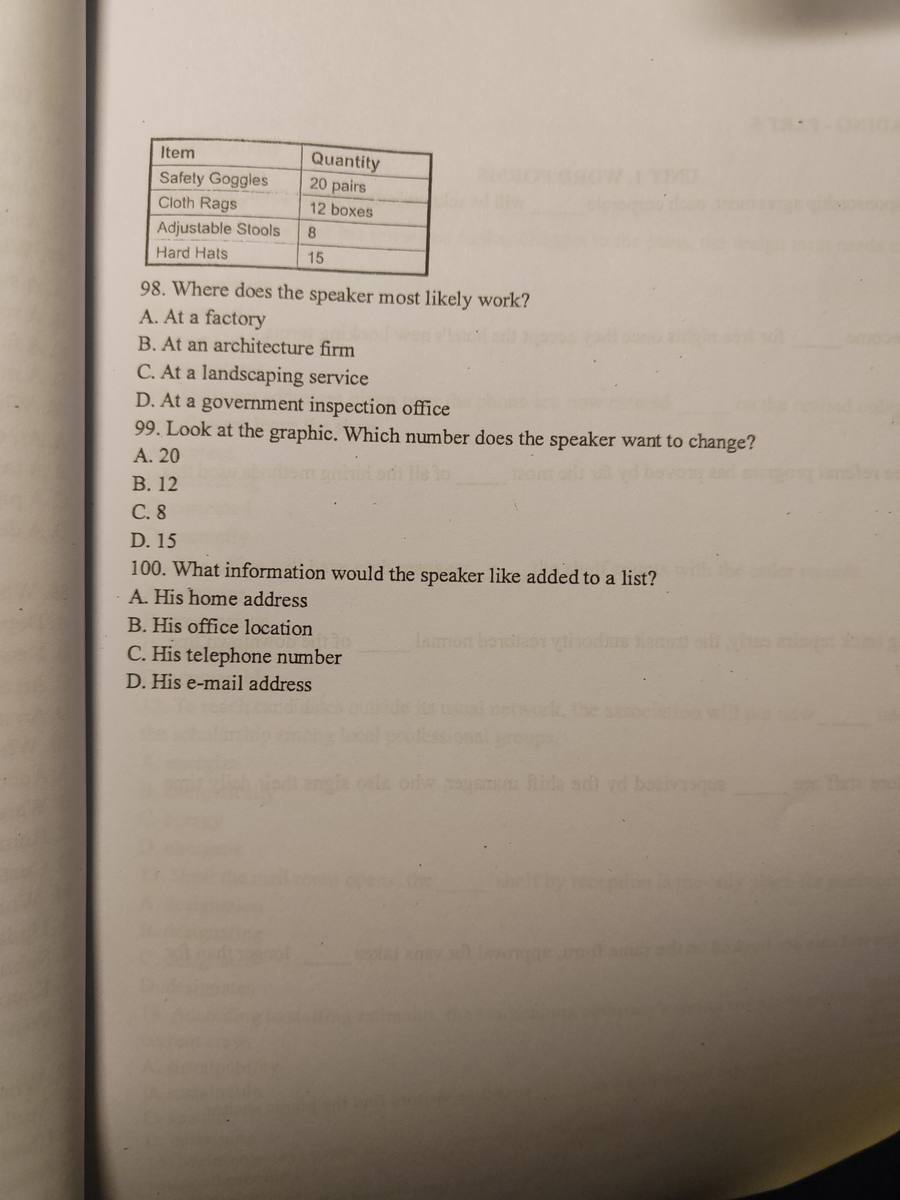 Item Quantity
Safety Goggles 20 pairs
Cloth Rags 12 boxes
Adjustable Stools 8
Hard Hats 15
98. Where does the speaker most likely work?
A. At a factory
B. At an architecture firm
C. At a landscaping service
D. At a government inspection office
99. Look at the graphic. Which number does the speaker want to change?
A. 20
B. 12
C. 8
D. 15
100. What information would the speaker like added to a list?
A. His home address
B. His office location
C. His telephone number
D. His e-mail address